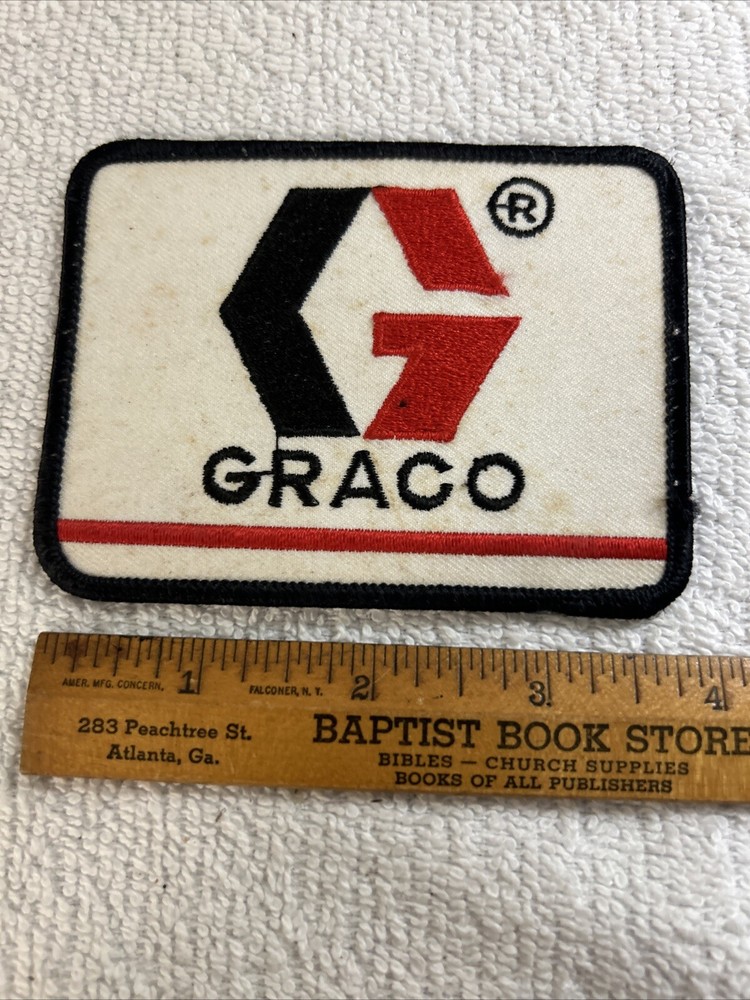 ®
GRACO
1 2 3 4
AMER. MFG. CONCERN, FALCONER, N.Y.
283 Peachtree St.
Atlanta, Ga.
BAPTIST BOOK STORE
BIBLES — CHURCH SUPPLIES
BOOKS OF ALL PUBLISHERS